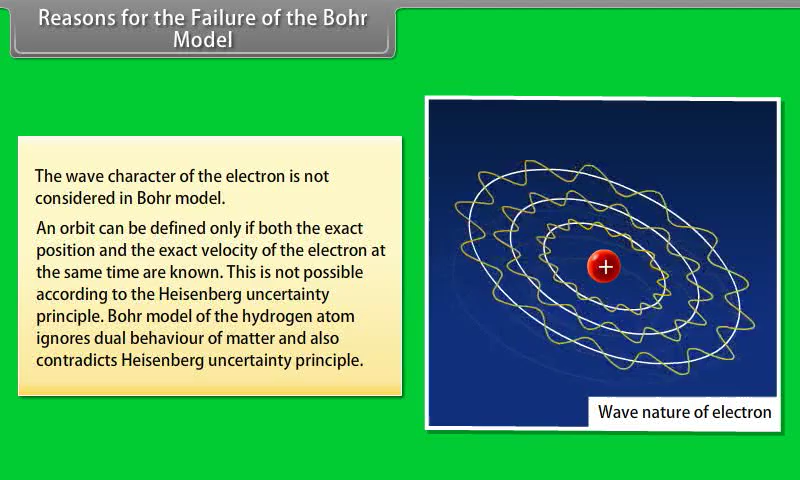 Reasons for the Failure of the Bohr
Model
The wave character of the electron is not
considered in Bohr model.
An orbit can be defined only if both the exact
position and the exact velocity of the electron at
the same time are known. This is not possible
according to the Heisenberg uncertainty
principle. Bohr model of the hydrogen atom
ignores dual behaviour of matter and also
contradicts Heisenberg uncertainty principle.
+
Wave nature of electron